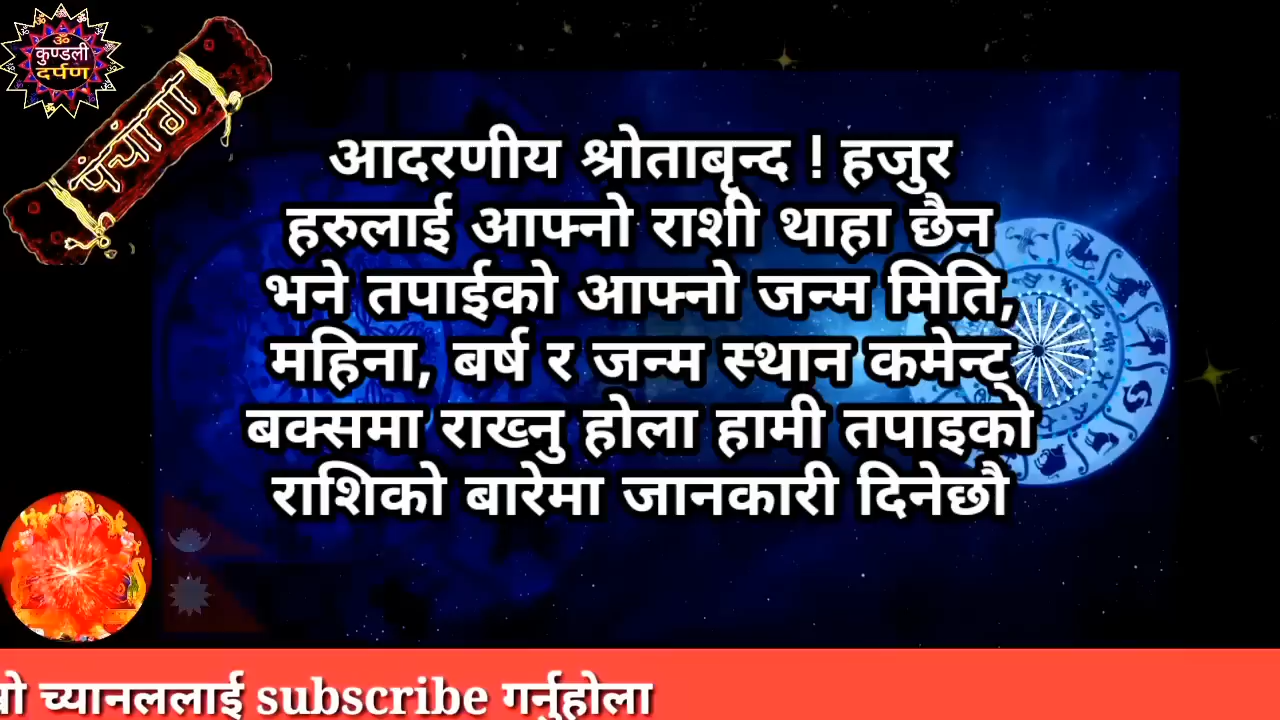 कुण्डली
दर्पण
पंचांग
आदरणीय श्रोताबृन्द ! हजुर
हरुलाई आफ्नो राशी थाहा छैन
भने तपाईको आफ्नो जन्म मिति,
महिना, बर्ष र जन्म स्थान कमेन्ट्
बक्समा राख्नु होला हामी तपाइको
राशिको बारेमा जानकारी दिनेछौ
च्यानललाई subscribe गर्नुहोला